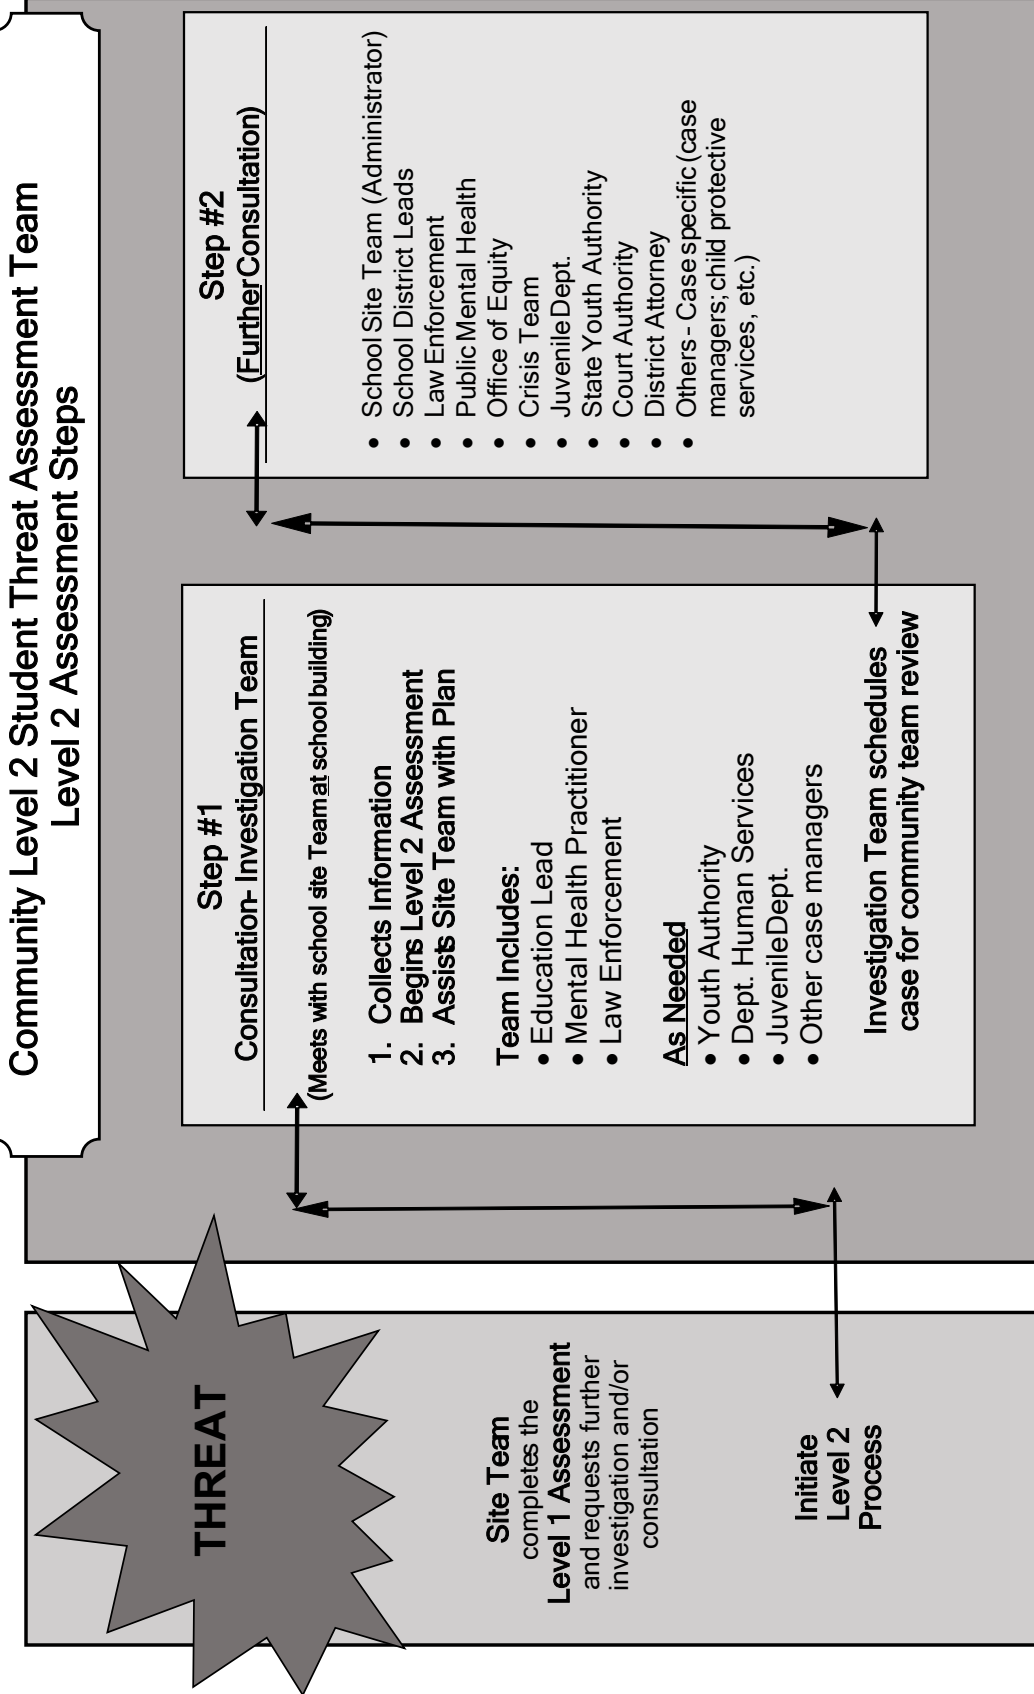 Community Level 2 Student Threat Assessment Team
Level 2 Assessment Steps
THREAT
Site Team
completes the
Level 1 Assessment
and requests further
investigation and/or
consultation
Initiate
Level 2
Process
Step #1
Consultation- Investigation Team
(Meets with school site Team at school building)
1. Collects Information
2. Begins Level 2 Assessment
3. Assists Site Team with Plan
Team Includes:
• Education Lead
• Mental Health Practitioner
• Law Enforcement
As Needed
• Youth Authority
• Dept. Human Services
• Juvenile Dept.
• Other case managers
Investigation Team schedules
case for community team review
Step #2
(Further Consultation)
• School Site Team (Administrator)
• School District Leads
• Law Enforcement
• Public Mental Health
• Office of Equity
• Crisis Team
• Juvenile Dept.
• State Youth Authority
• Court Authority
• District Attorney
• Others - Case specific (case
managers; child protective
services, etc.)